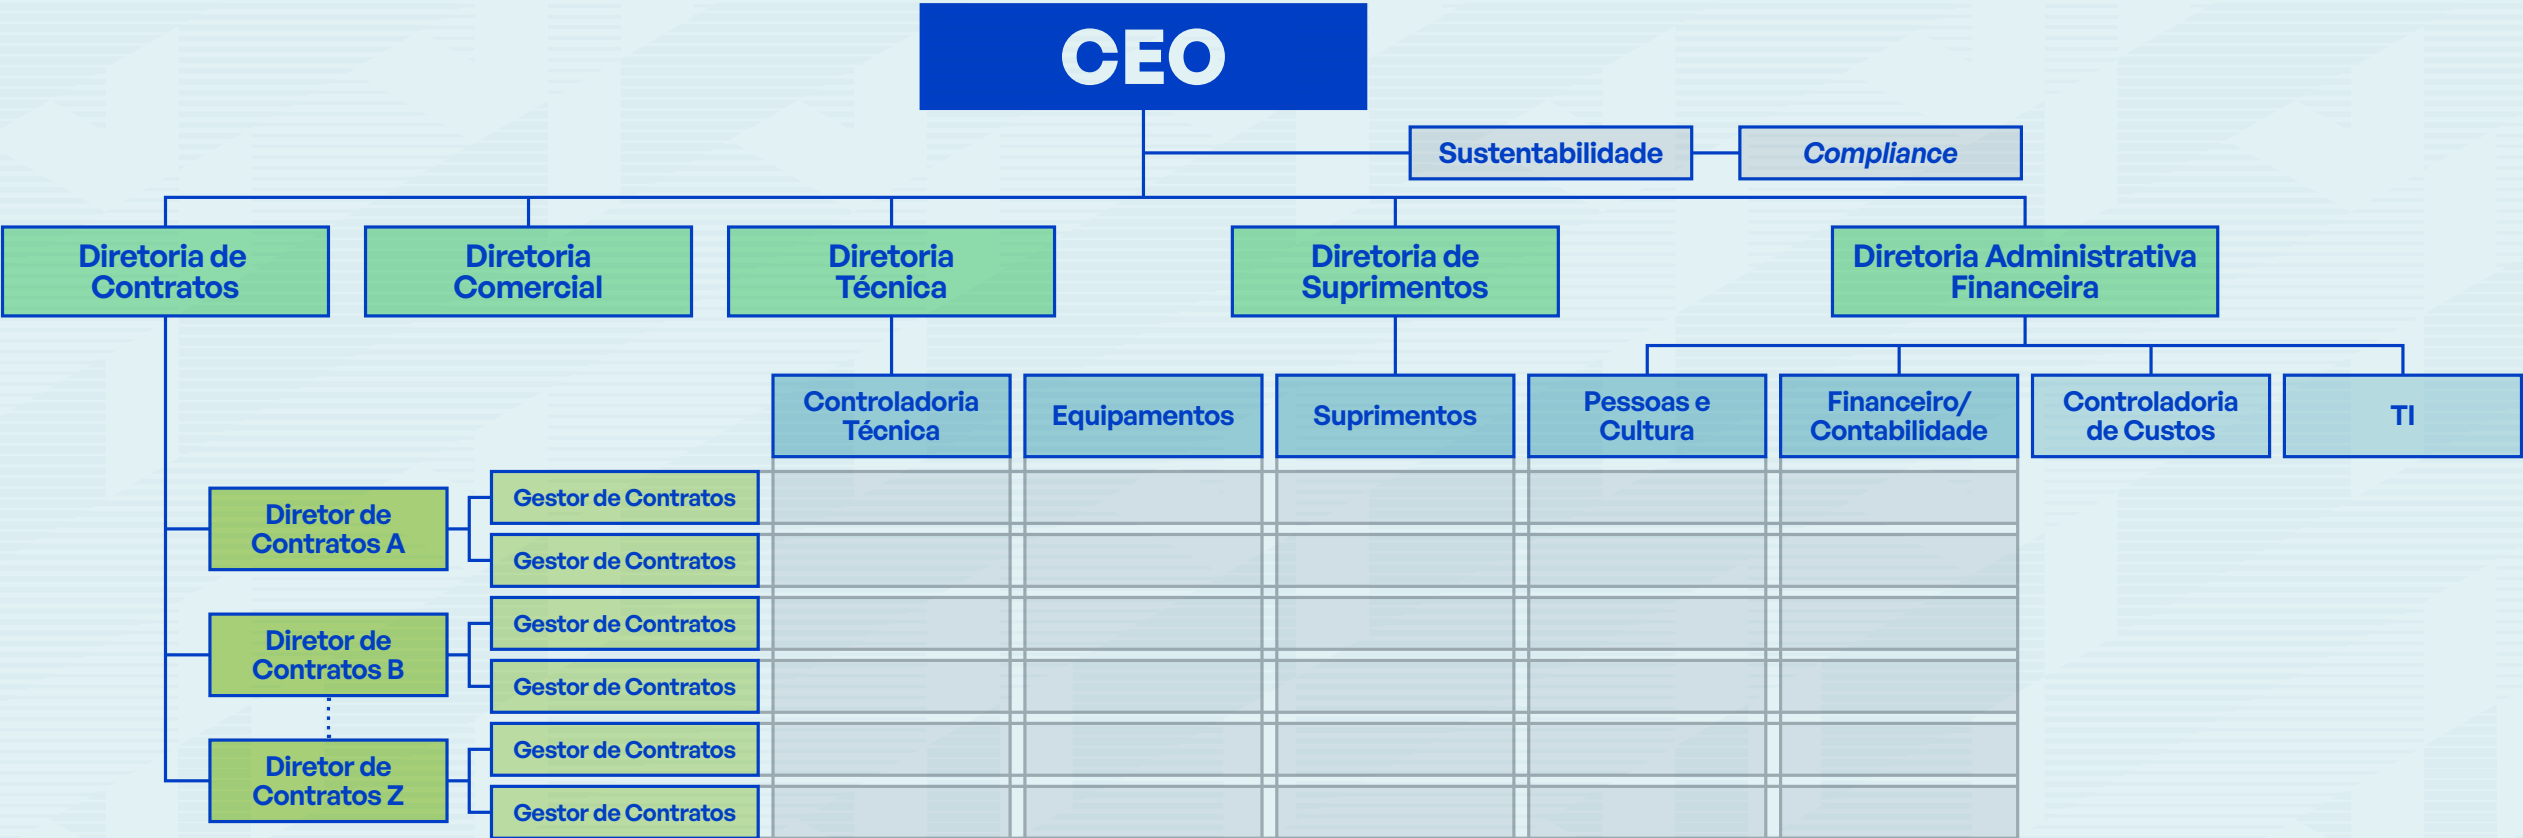 CEO
Sustentabilidade
Compliance
Diretoria de
Contratos
Diretoria
Comercial
Diretoria
Técnica
Diretoria de
Suprimentos
Diretoria Administrativa
Financeira
Controladoria
Técnica
Equipamentos
Suprimentos
Pessoas e
Cultura
Financeiro/
Contabilidade
Controladoria
de Custos
TI
Diretor de
Contratos A
Gestor de Contratos
Gestor de Contratos
Diretor de
Contratos B
Gestor de Contratos
Gestor de Contratos
Diretor de
Contratos Z
Gestor de Contratos
Gestor de Contratos